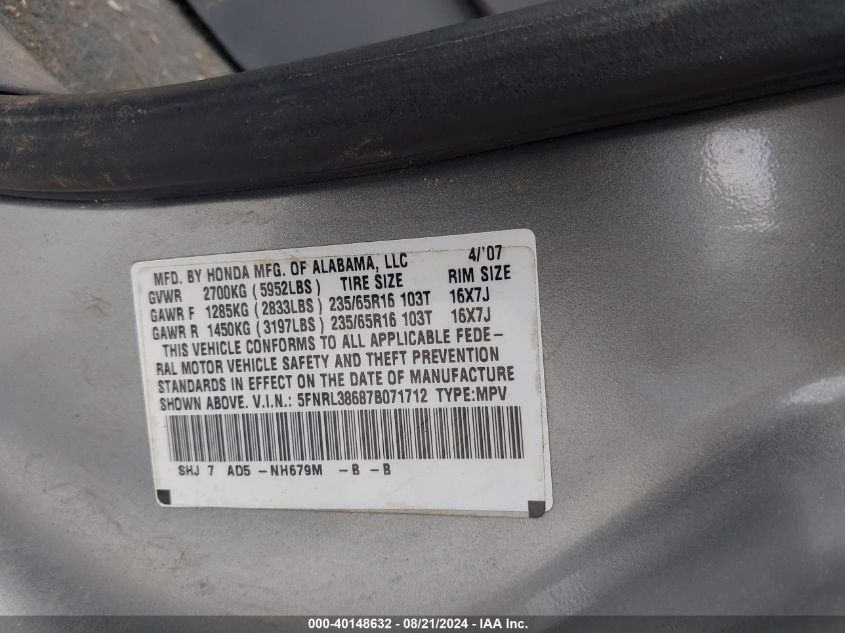 MFD. BY HONDA MFG. OF ALABAMA, LLC 4/'07
GVWR 2700KG (5952LBS) TIRE SIZE RIM SIZE
GAWR F 1285KG (2833LBS) 235/65R16 103T 16X7J
GAWR R 1450KG (3197LBS) 235/65R16 103T 16X7J
THIS VEHICLE CONFORMS TO ALL APPLICABLE FEDE-
RAL MOTOR VEHICLE SAFETY AND THEFT PREVENTION
STANDARDS IN EFFECT ON THE DATE OF MANUFACTURE
SHOWN ABOVE. V.I.N.: 5FNRL38687B071712 TYPE:MPV
SHJ 7 AD5 -NH679M -B -B
000-40148632 - 08/21/2024 - IAA Inc.